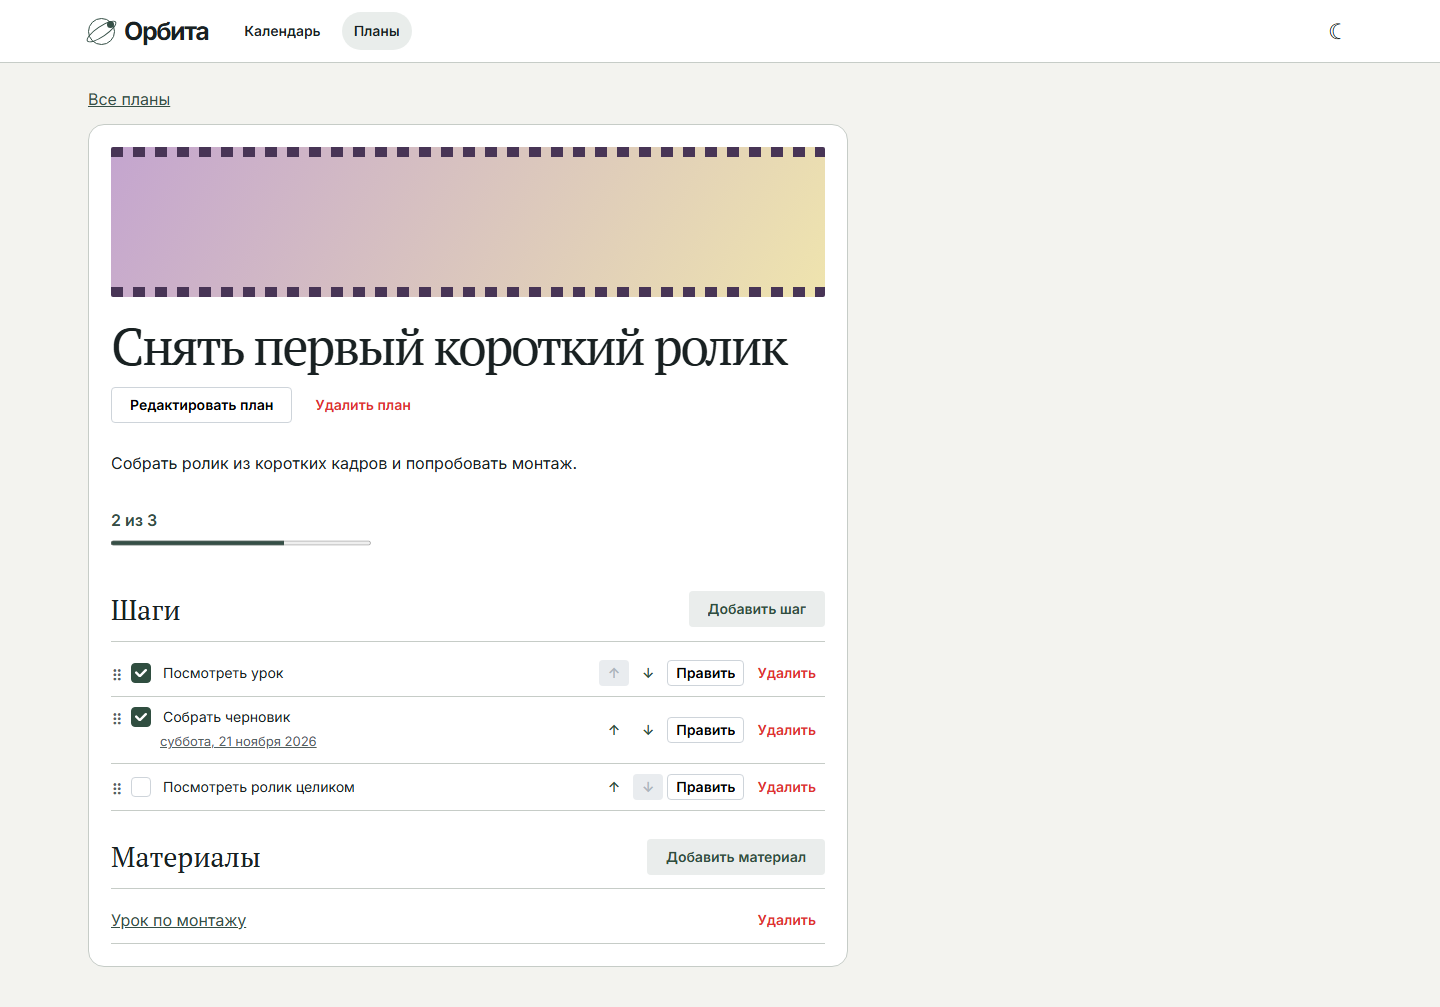 Орбита Календарь Планы
Все планы
Снять первый короткий ролик
Редактировать план Удалить план
Собрать ролик из коротких кадров и попробовать монтаж.
2 из 3
Шаги Добавить шаг
Посмотреть урок ↑ ↓ Править Удалить
Собрать черновик
суббота, 21 ноября 2026 ↑ ↓ Править Удалить
Посмотреть ролик целиком ↑ ↓ Править Удалить
Материалы Добавить материал
Урок по монтажу Удалить